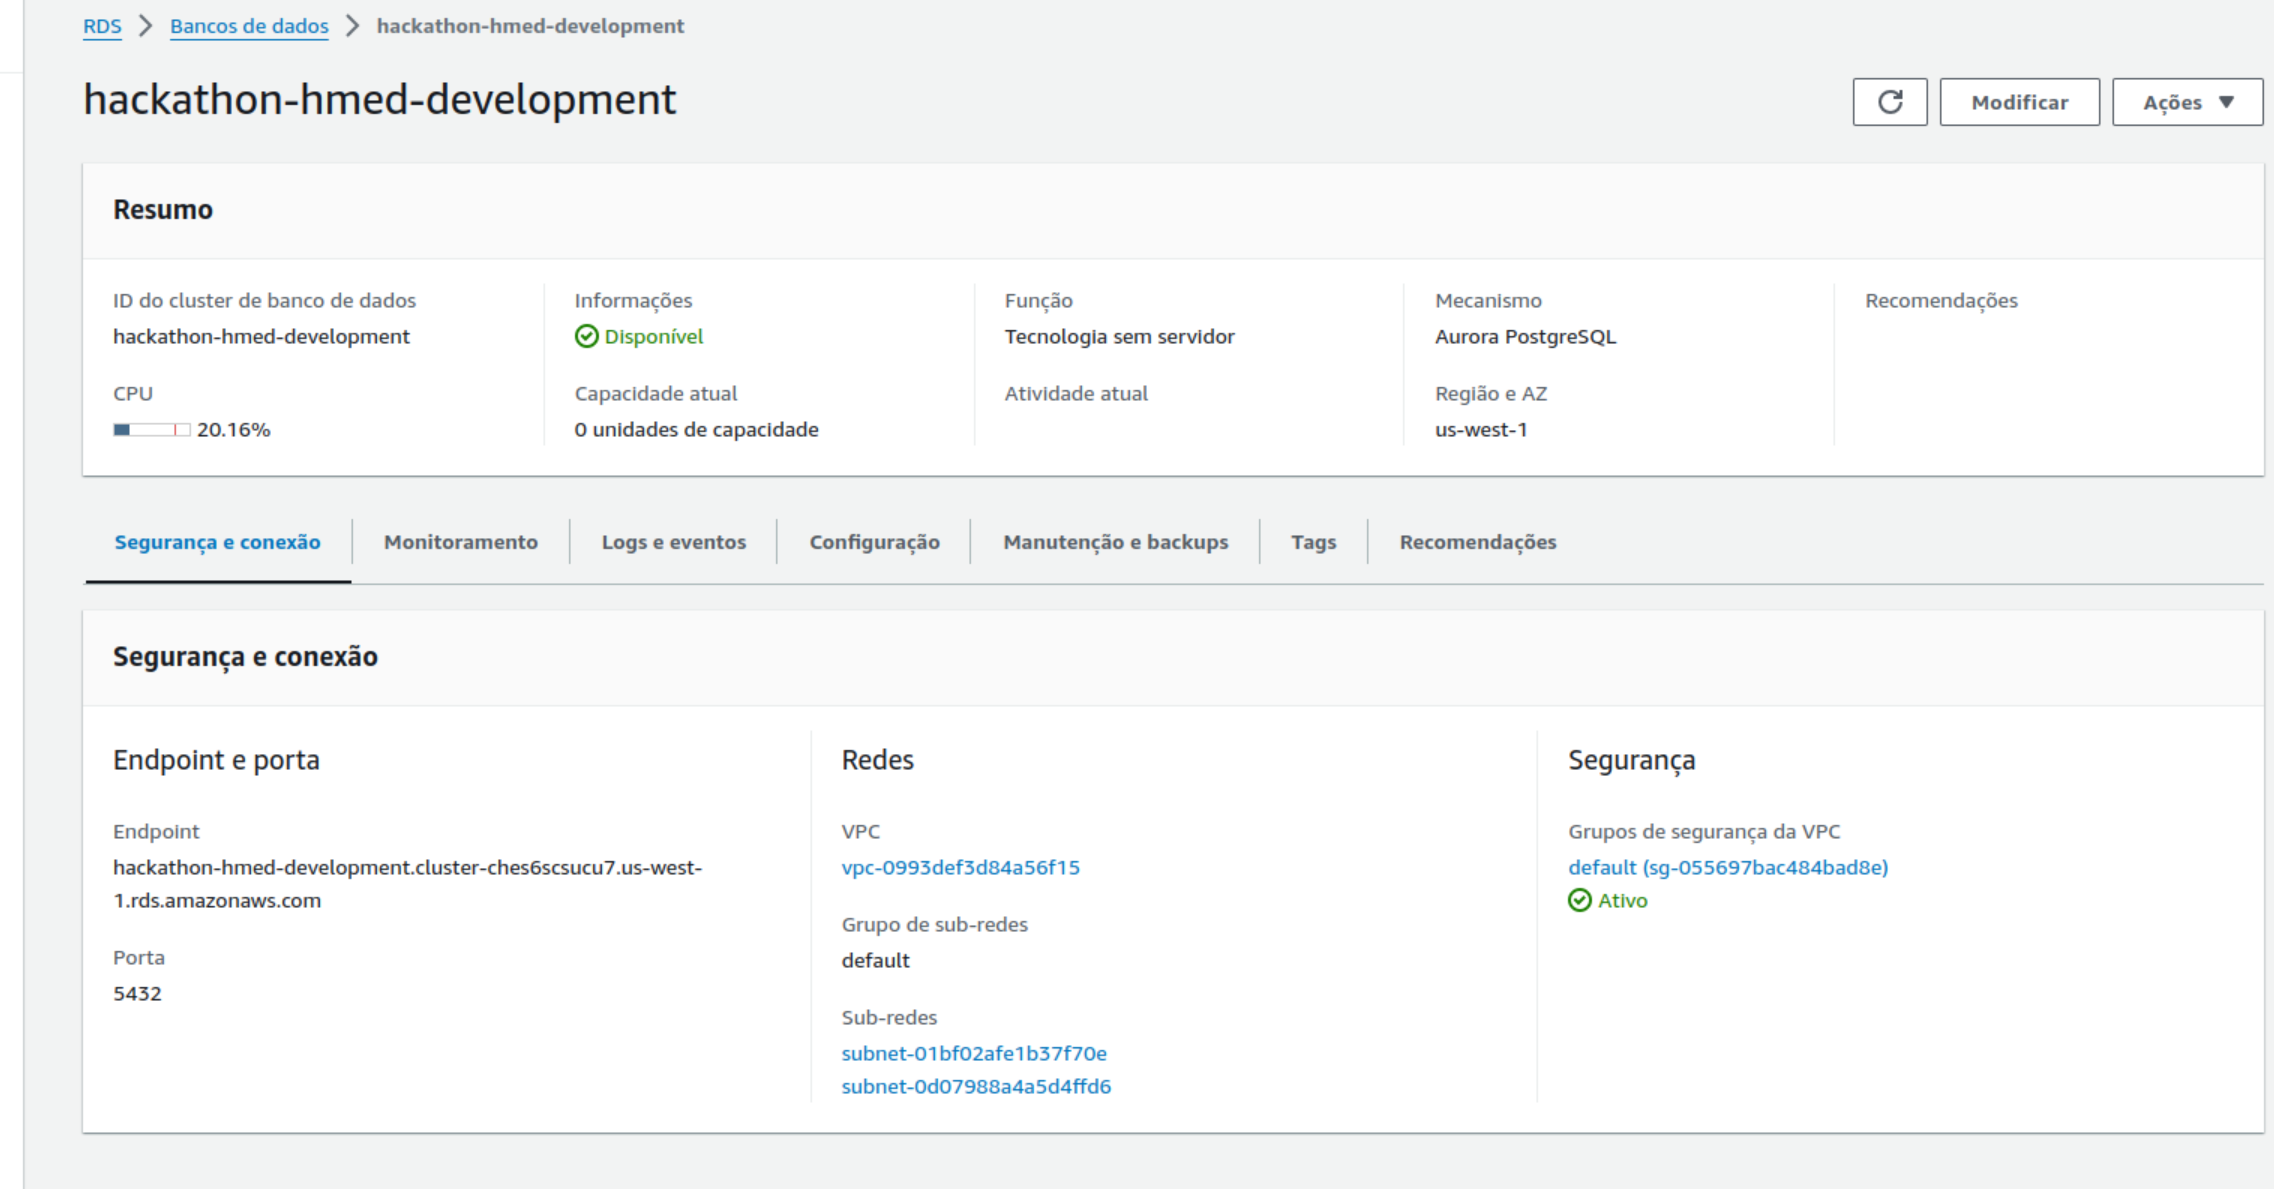 RDS > Bancos de dados > hackathon-hmed-development
hackathon-hmed-development
Modificar
Ações
Resumo
ID do cluster de banco de dados
hackathon-hmed-development
CPU
20.16%
Informações
Disponível
Capacidade atual
0 unidades de capacidade
Função
Tecnologia sem servidor
Atividade atual
Mecanismo
Aurora PostgreSQL
Região e AZ
us-west-1
Recomendações
Segurança e conexão
Monitoramento
Logs e eventos
Configuração
Manutenção e backups
Tags
Recomendações
Segurança e conexão
Endpoint e porta
Endpoint
hackathon-hmed-development.cluster-ches6scsucu7.us-west-
1.rds.amazonaws.com
Porta
5432
Redes
VPC
vpc-0993def3d84a56f15
Grupo de sub-redes
default
Sub-redes
subnet-01bf02afe1b37f70e
subnet-0d07988a4a5d4ffd6
Segurança
Grupos de segurança da VPC
default (sg-055697bac484bad8e)
Ativo